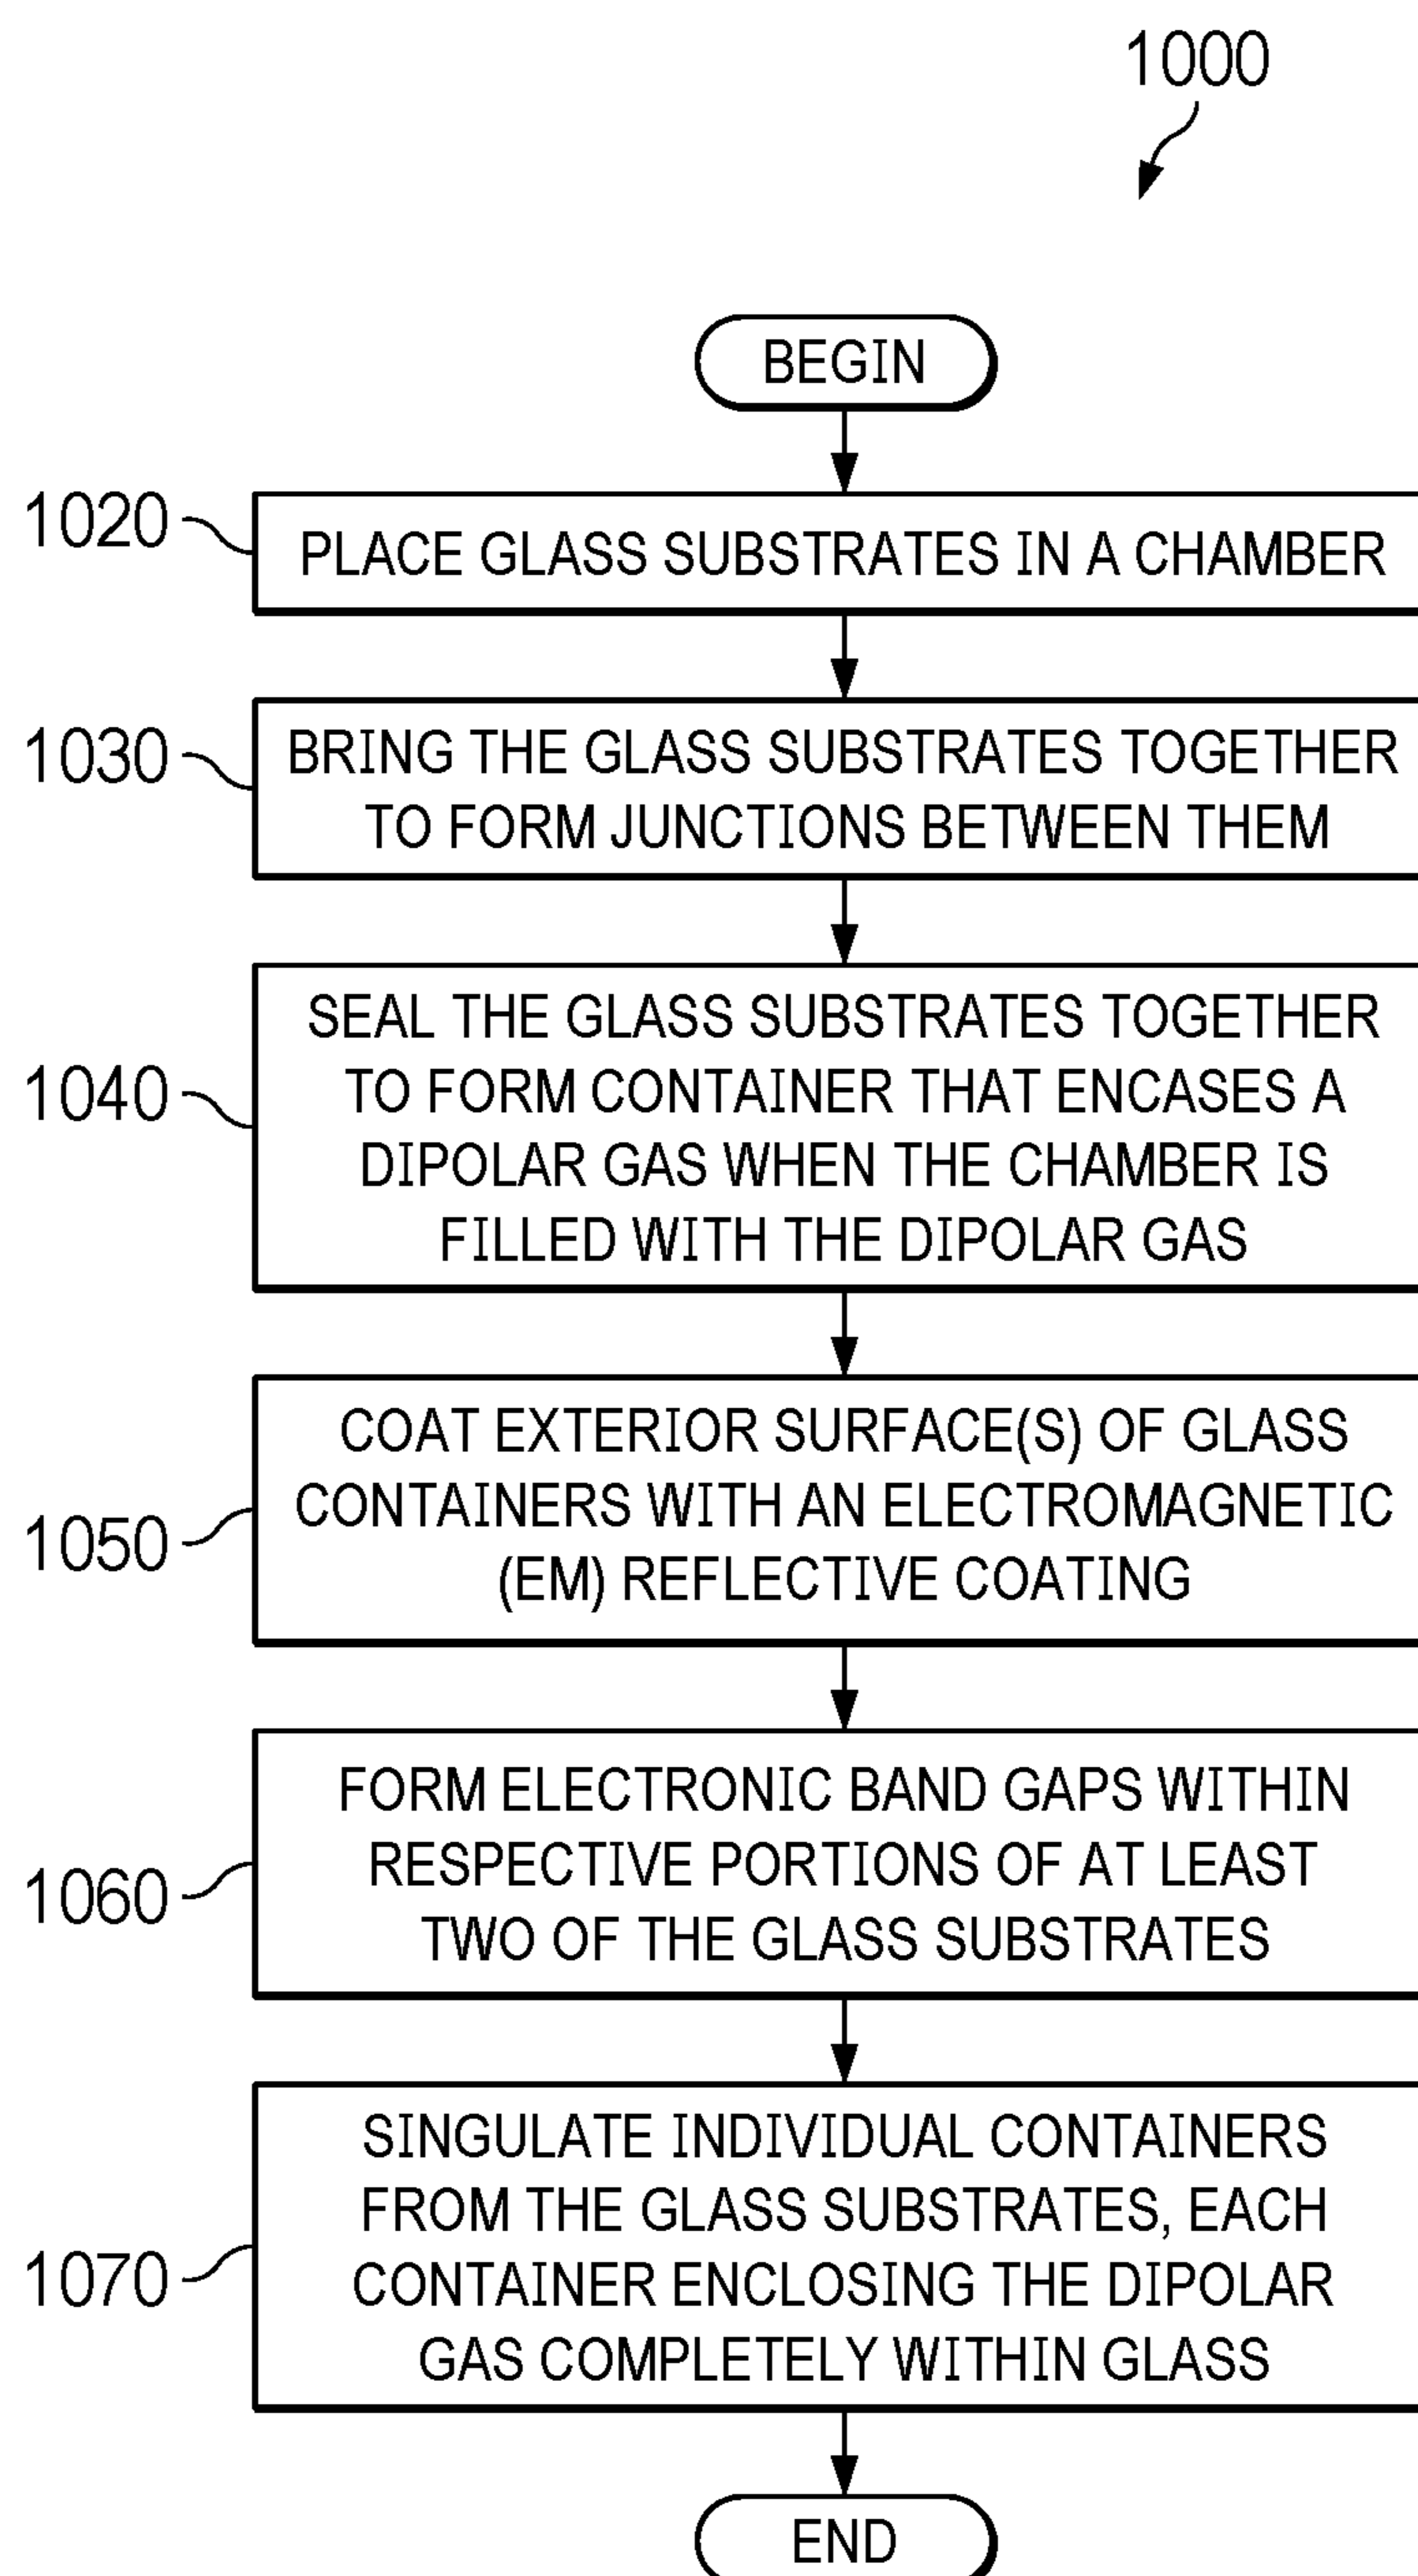 1000
BEGIN
1020
PLACE GLASS SUBSTRATES IN A CHAMBER
1030
BRING THE GLASS SUBSTRATES TOGETHER
TO FORM JUNCTIONS BETWEEN THEM
1040
SEAL THE GLASS SUBSTRATES TOGETHER
TO FORM CONTAINER THAT ENCASES A
DIPOLAR GAS WHEN THE CHAMBER IS
FILLED WITH THE DIPOLAR GAS
1050
COAT EXTERIOR SURFACE(S) OF GLASS
CONTAINERS WITH AN ELECTROMAGNETIC
(EM) REFLECTIVE COATING
1060
FORM ELECTRONIC BAND GAPS WITHIN
RESPECTIVE PORTIONS OF AT LEAST
TWO OF THE GLASS SUBSTRATES
1070
SINGULATE INDIVIDUAL CONTAINERS
FROM THE GLASS SUBSTRATES, EACH
CONTAINER ENCLOSING THE DIPOLAR
GAS COMPLETELY WITHIN GLASS
END